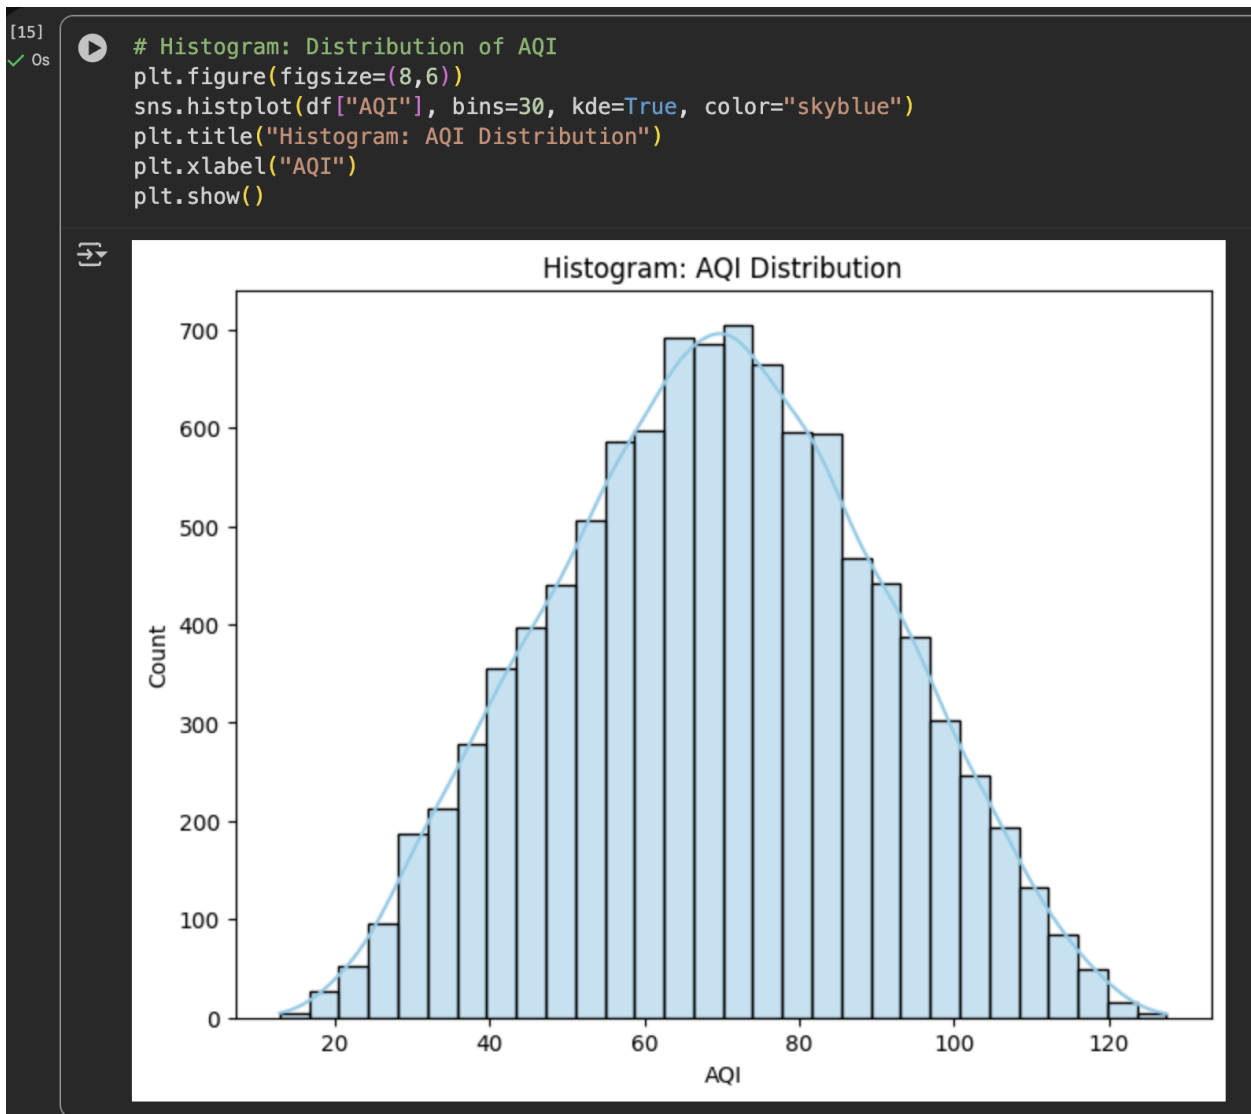 [15]
0s
# Histogram: Distribution of AQI
plt.figure(figsize=(8,6))
sns.histplot(df["AQI"], bins=30, kde=True, color="skyblue")
plt.title("Histogram: AQI Distribution")
plt.xlabel("AQI")
plt.show()
Histogram: AQI Distribution
700
600
500
400
300
200
100
0
Count
20 40 60 80 100 120
AQI